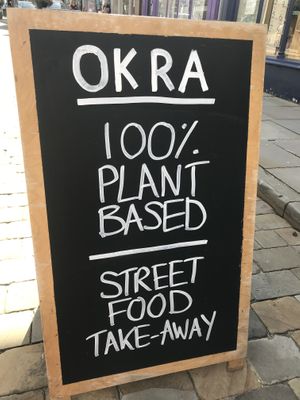 OKRA
100%
PLANT
BASED
STREET
FOOD
TAKE-AWAY